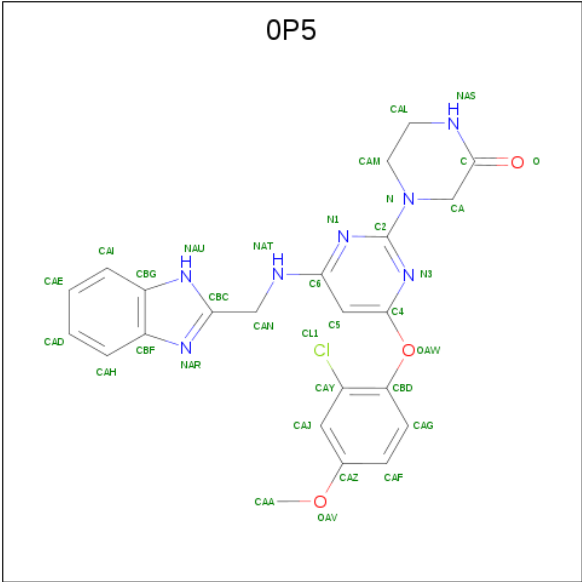 0P5
CAL
H
N
NAS
CAM
C
O
O
N
N
CA
N1
N
C2
NAT
H
N
C6
N
N3
C4
C5
NAU
H
N
CAI
CBG
CBC
CAN
CAE
CAD
CBF
N
NAR
CAH
CL1
Cl
O
OAW
CAY
CBD
CAJ
CAG
CAZ
CAF
CAA
O
OAV